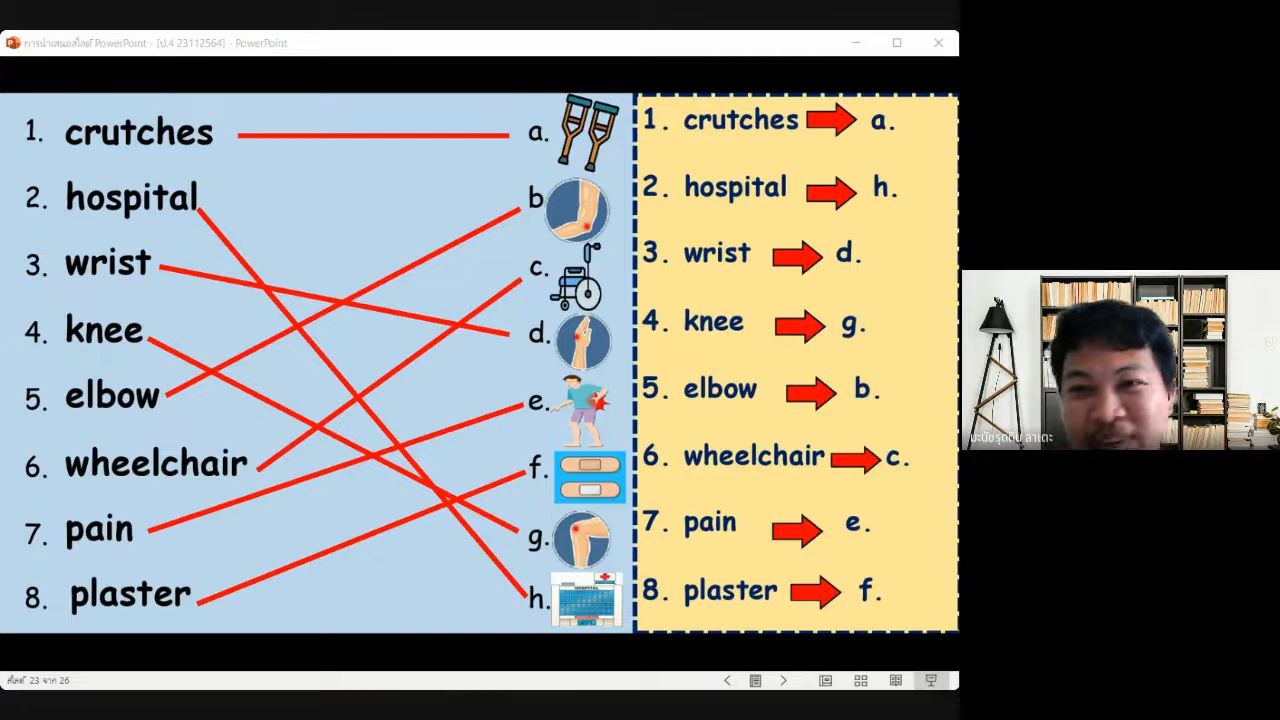 การนำเสนอสไลด์ PowerPoint - [ป.4 23112564] - PowerPoint
1. crutches
2. hospital
3. wrist
4. knee
5. elbow
6. wheelchair
7. pain
8. plaster
a.
b
c.
d.
e.
f.
g.
h.
HOSPITAL
1. crutches a.
2. hospital h.
3. wrist d.
4. knee g.
5. elbow b.
6. wheelchair c.
7. pain e.
8. plaster f.
สไลด์ 23 จาก 26